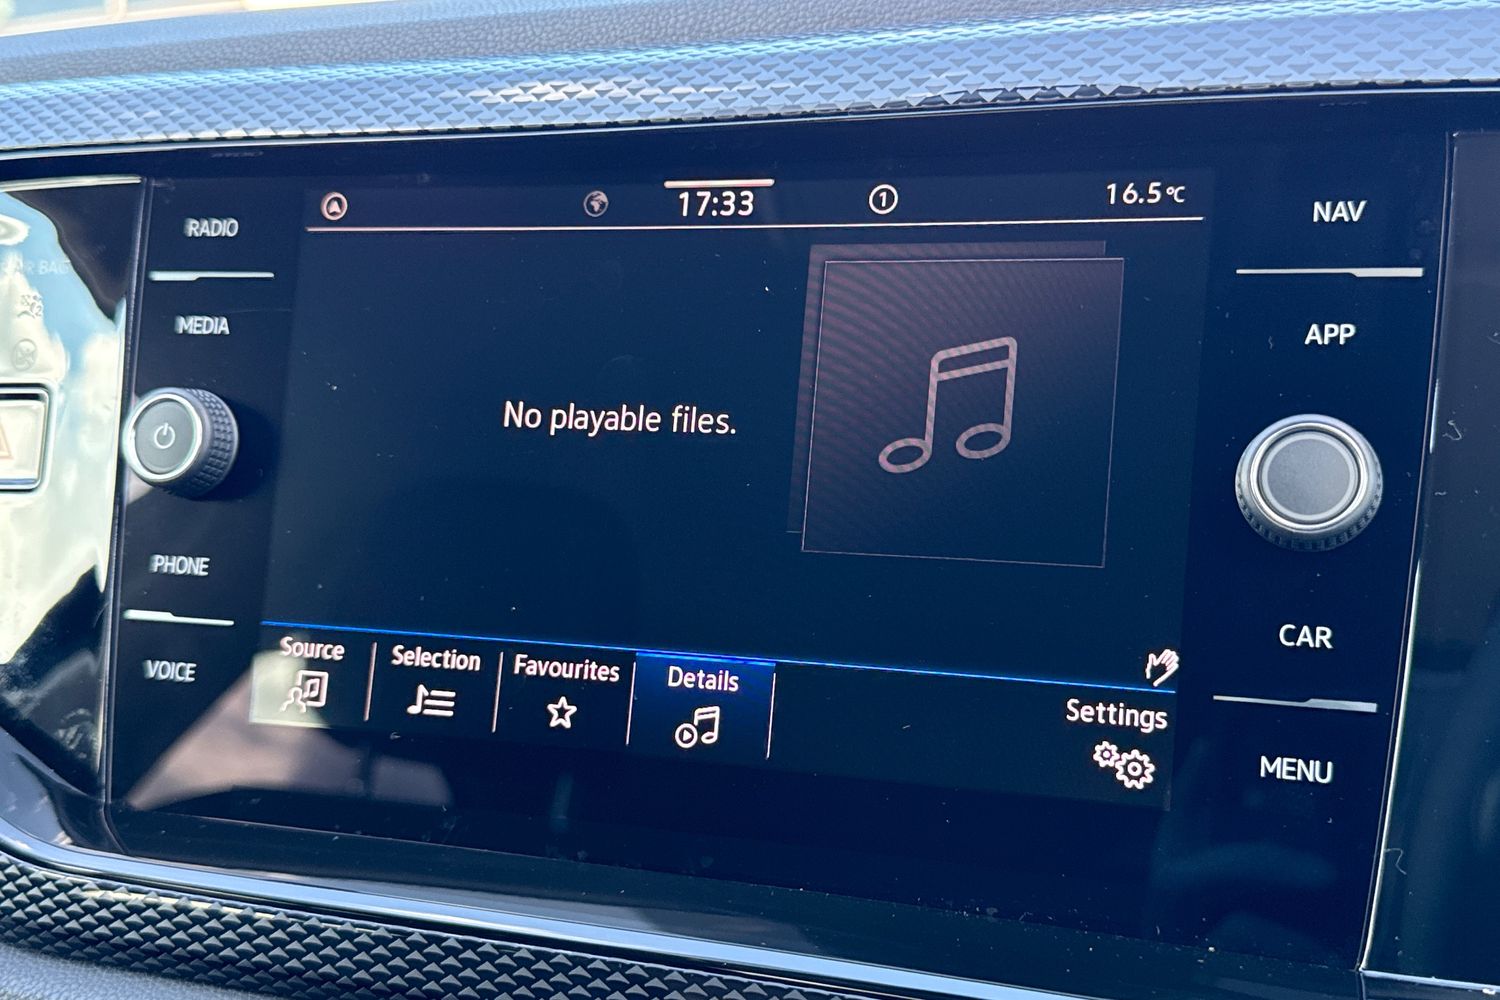 RADIO
MEDIA
PHONE
VOICE
17:33
1
16.5°C
No playable files.
Source
Selection
Favourites
Details
Settings
NAV
APP
CAR
MENU